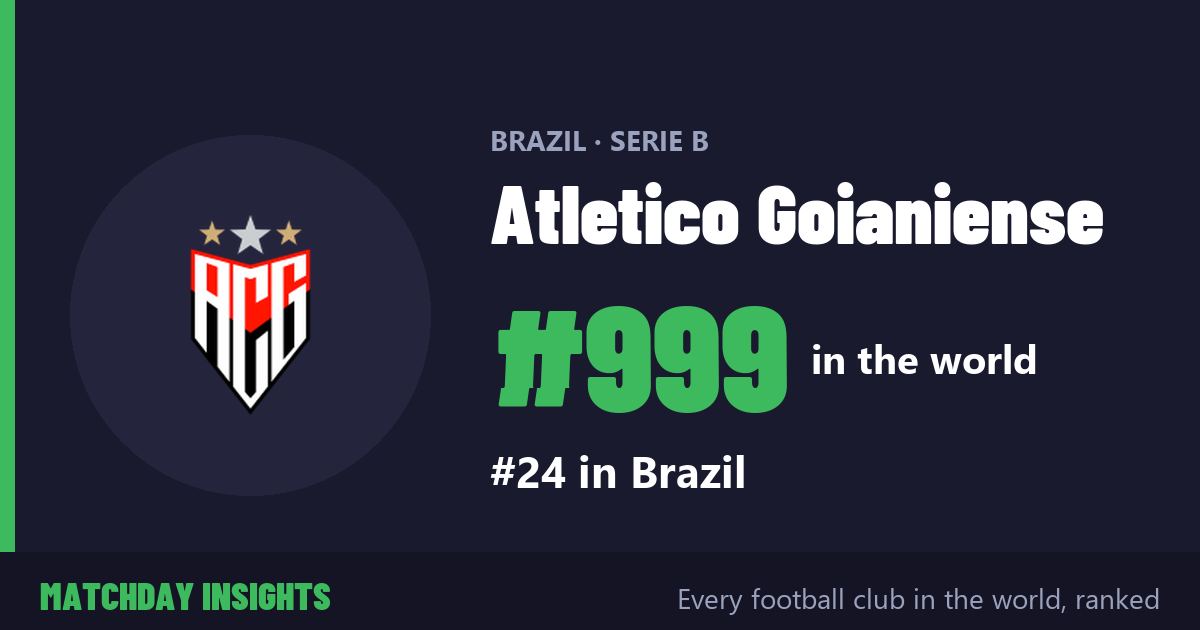 BRAZIL · SERIE B
Atletico Goianiense
ACG
#999 in the world
#24 in Brazil
MATCHDAY INSIGHTS
Every football club in the world, ranked